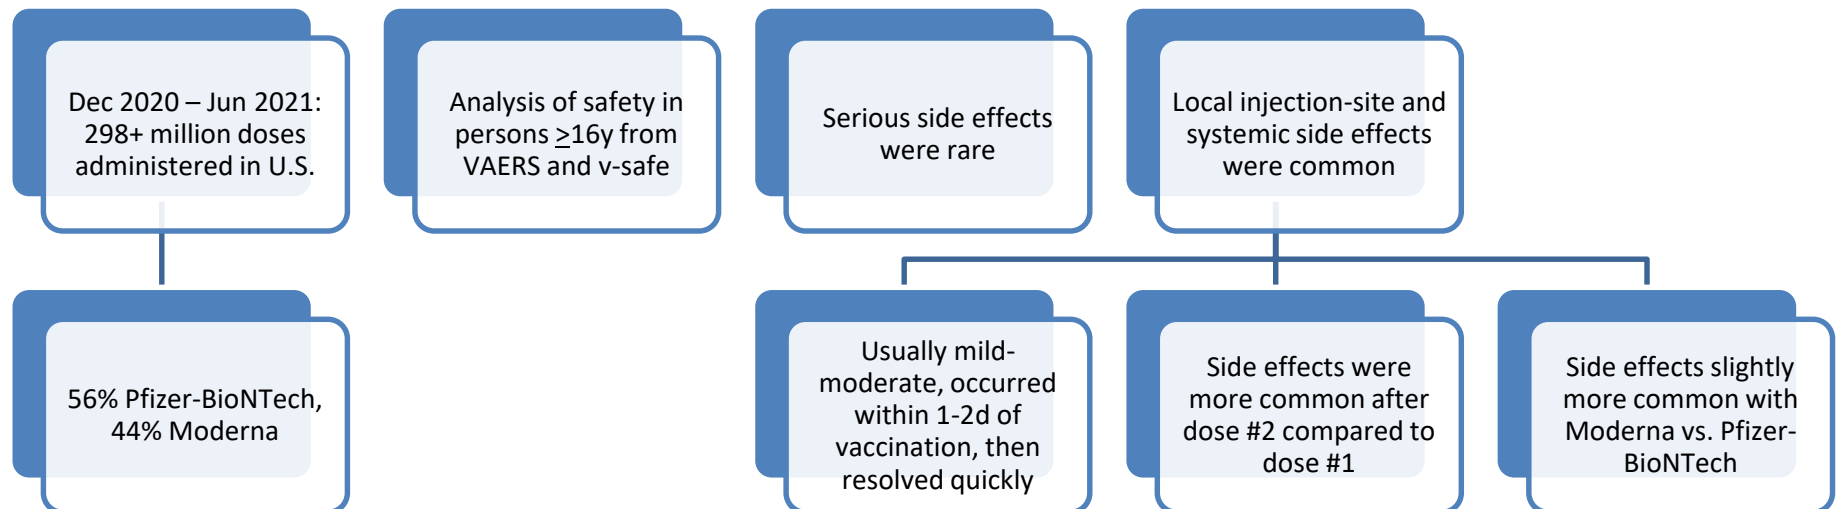 Dec 2020 – Jun 2021:
298+ million doses
administered in U.S.
Analysis of safety in
persons ≥16y from
VAERS and v-safe
Serious side effects
were rare
Local injection-site and
systemic side effects
were common
56% Pfizer-BioNTech,
44% Moderna
Usually mild-
moderate, occurred
within 1-2d of
vaccination, then
resolved quickly
Side effects were
more common after
dose #2 compared to
dose #1
Side effects slightly
more common with
Moderna vs. Pfizer-
BioNTech